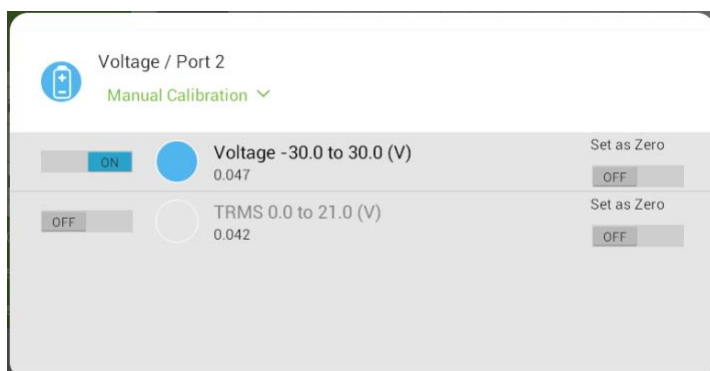 Voltage / Port 2
Manual Calibration
ON
Voltage -30.0 to 30.0 (V)
0.047
Set as Zero
OFF
OFF
TRMS 0.0 to 21.0 (V)
0.042
Set as Zero
OFF